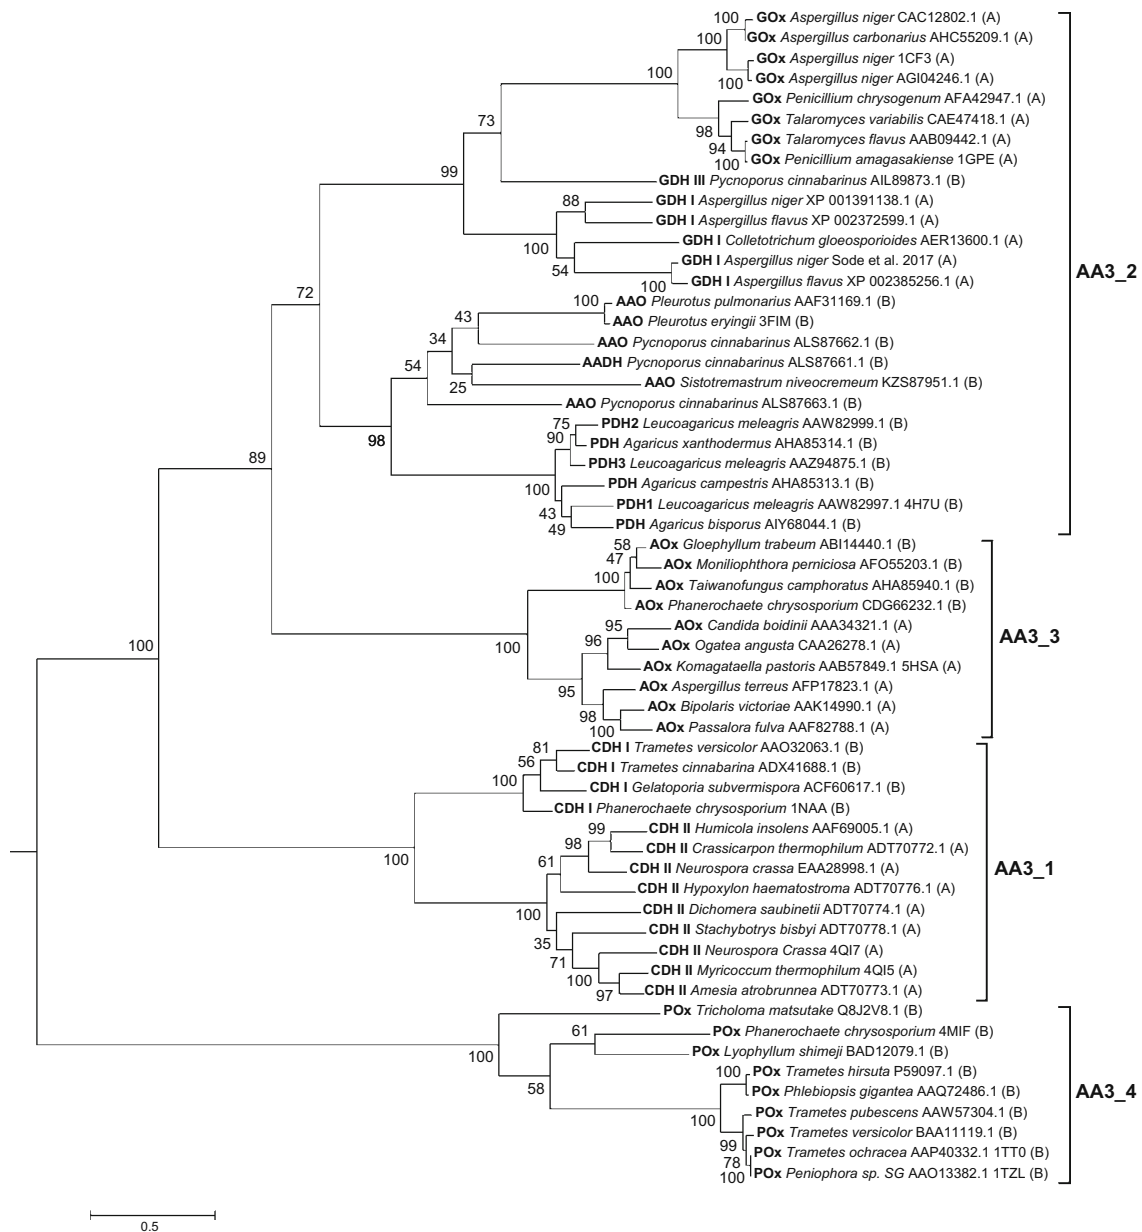 100 GOx Aspergillus niger CAC12802.1 (A)
100 GOx Aspergillus carbonarius AHC55209.1 (A)
GOx Aspergillus niger 1CF3 (A)
100
100 GOx Aspergillus niger AGI04246.1 (A)
GOx Penicillium chrysogenum AFA42947.1 (A)
73 GOx Talaromyces variabilis CAE47418.1 (A)
98
GOx Talaromyces flavus AAB09442.1 (A)
94
100 GOx Penicillium amagasakiense 1GPE (A)
99
GDH III Pycnoporus cinnabarinus AIL89873.1 (B)
88 GDH I Aspergillus niger XP 001391138.1 (A)
GDH I Aspergillus flavus XP 002372599.1 (A)
100 GDH I Colletotrichum gloeosporioides AER13600.1 (A)
GDH I Aspergillus niger Sode et al. 2017 (A)
54
AA3_2
100 GDH I Aspergillus flavus XP 002385256.1 (A)
72
100 AAO Pleurotus pulmonarius AAF31169.1 (B)
43 AAO Pleurotus eryingii 3FIM (B)
34 AAO Pycnoporus cinnabarinus ALS87662.1 (B)
54 AADH Pycnoporus cinnabarinus ALS87661.1 (B)
25 AAO Sistotremastrum niveocremeum KZS87951.1 (B)
AAO Pycnoporus cinnabarinus ALS87663.1 (B)
75 PDH2 Leucoagaricus meleagris AAW82999.1 (B)
98 90 PDH Agaricus xanthodermus AHA85314.1 (B)
89 PDH3 Leucoagaricus meleagris AAZ94875.1 (B)
100 PDH Agaricus campestris AHA85313.1 (B)
PDH1 Leucoagaricus meleagris AAW82997.1 4H7U (B)
43
49 PDH Agaricus bisporus AIY68044.1 (B)
58 AOx Gloephyllum trabeum ABI14440.1 (B)
47 AOx Moniliophthora perniciosa AFO55203.1 (B)
100 AOx Taiwanofungus camphoratus AHA85940.1 (B)
AOx Phanerochaete chrysosporium CDG66232.1 (B)
95 AOx Candida boidinii AAA34321.1 (A)
AA3_3
100 100 96 AOx Ogatea angusta CAA26278.1 (A)
AOx Komagataella pastoris AAB57849.1 5HSA (A)
95 AOx Aspergillus terreus AFP17823.1 (A)
AOx Bipolaris victoriae AAK14990.1 (A)
98
100 AOx Passalora fulva AAF82788.1 (A)
81 CDH I Trametes versicolor AAO32063.1 (B)
56 CDH I Trametes cinnabarina ADX41688.1 (B)
100 CDH I Gelatoporia subvermispora ACF60617.1 (B)
CDH I Phanerochaete chrysosporium 1NAA (B)
99 CDH II Humicola insolens AAF69005.1 (A)
98 CDH II Crassicarpon thermophilum ADT70772.1 (A)
100
61 CDH II Neurospora crassa EAA28998.1 (A)
AA3_1
CDH II Hypoxylon haematostroma ADT70776.1 (A)
100 CDH II Dichomera saubinetii ADT70774.1 (A)
CDH II Stachybotrys bisbyi ADT70778.1 (A)
35
71 CDH II Neurospora Crassa 4QI7 (A)
100 CDH II Myricoccum thermophilum 4QI5 (A)
97 CDH II Amesia atrobrunnea ADT70773.1 (A)
POx Tricholoma matsutake Q8J2V8.1 (B)
61 POx Phanerochaete chrysosporium 4MIF (B)
100 POx Lyophyllum shimeji BAD12079.1 (B)
100 POx Trametes hirsuta P59097.1 (B)
58 POx Phlebiopsis gigantea AAQ72486.1 (B)
AA3_4
100 POx Trametes pubescens AAW57304.1 (B)
POx Trametes versicolor BAA11119.1 (B)
99
POx Trametes ochracea AAP40332.1 1TT0 (B)
78
100 POx Peniophora sp. SG AAO13382.1 1TZL (B)
0.5